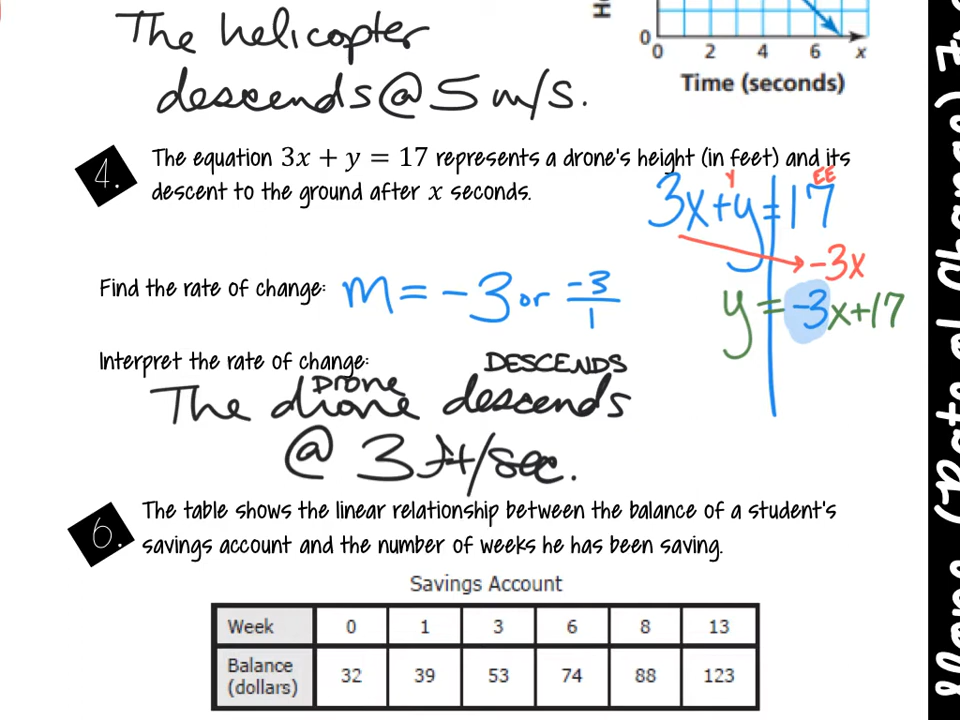 The helicopter
descends @ 5 m/s.
0
0 2 4 6 x
Time (seconds)
4.
The equation 3x + y = 17 represents a drone's height (in feet) and its
descent to the ground after x seconds.
Y EE
3x+y=17
-3x
y=-3x+17
Find the rate of change: m = -3 or -3/1
Interpret the rate of change:
DRONE DESCENDS
The drone descends
@ 3 ft/sec.
6.
The table shows the linear relationship between the balance of a student's
savings account and the number of weeks he has been saving.
Savings Account
Week 0 1 3 6 8 13
Balance
(dollars) 32 39 53 74 88 123
(Rate of Change)